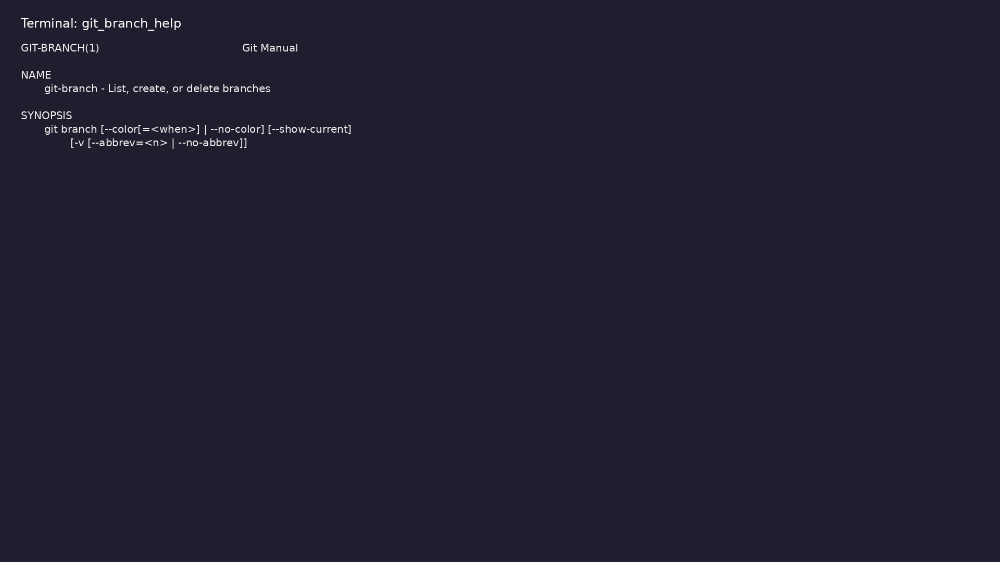 Terminal: git_branch_help
GIT-BRANCH(1) Git Manual
NAME
git-branch - List, create, or delete branches
SYNOPSIS
git branch [--color[=<when>] | --no-color] [--show-current]
[-v [--abbrev=<n> | --no-abbrev]]